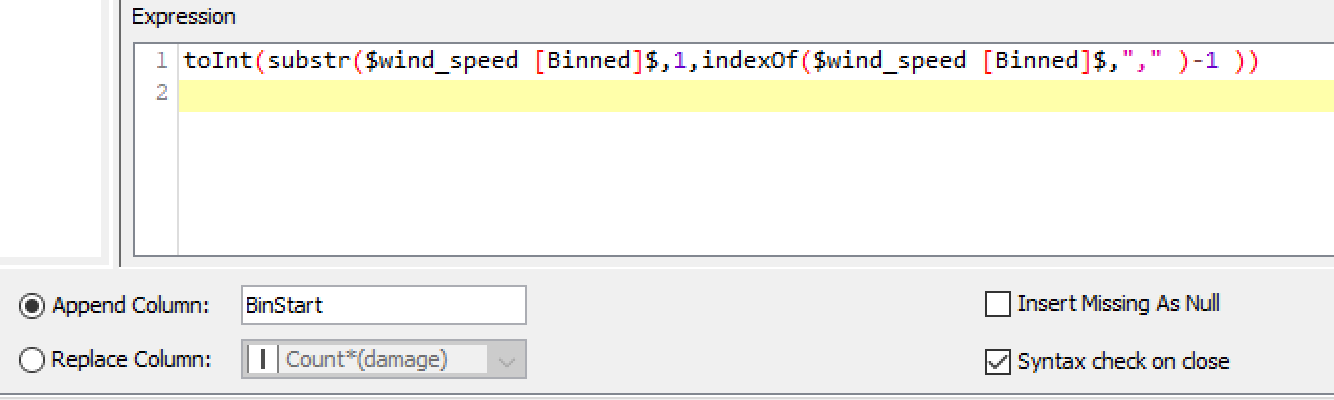 Expression
1 toInt(substr($wind_speed [Binned]$,1,indexOf($wind_speed [Binned]$,"," )-1 ))
2
Append Column: BinStart
Insert Missing As Null
Replace Column: I Count*(damage)
Syntax check on close